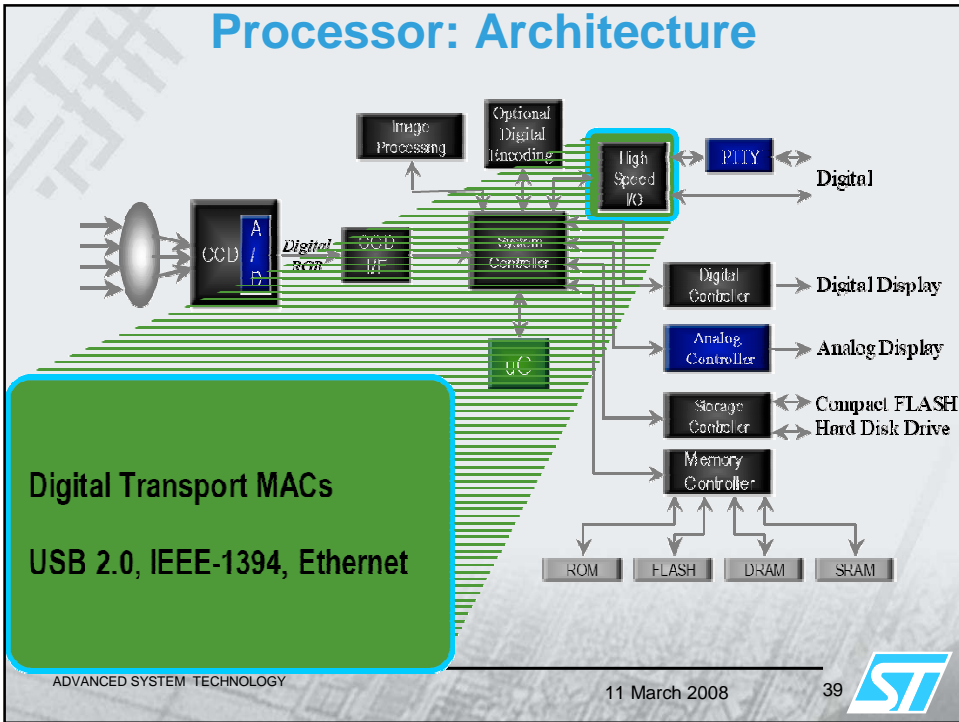 Processor: Architecture
Image
Processing
Optional
Digital
Encoding
High
Speed
I/O
PHY
Digital
CCD
A
/
D
Digital
RGB
CCD
I/F
System
Controller
Digital
Controller
Digital Display
uC
Analog
Controller
Analog Display
Storage
Controller
Compact FLASH
Hard Disk Drive
Memory
Controller
Digital Transport MACs
USB 2.0, IEEE-1394, Ethernet
ROM
FLASH
DRAM
SRAM
ADVANCED SYSTEM TECHNOLOGY
11 March 2008
39
ST